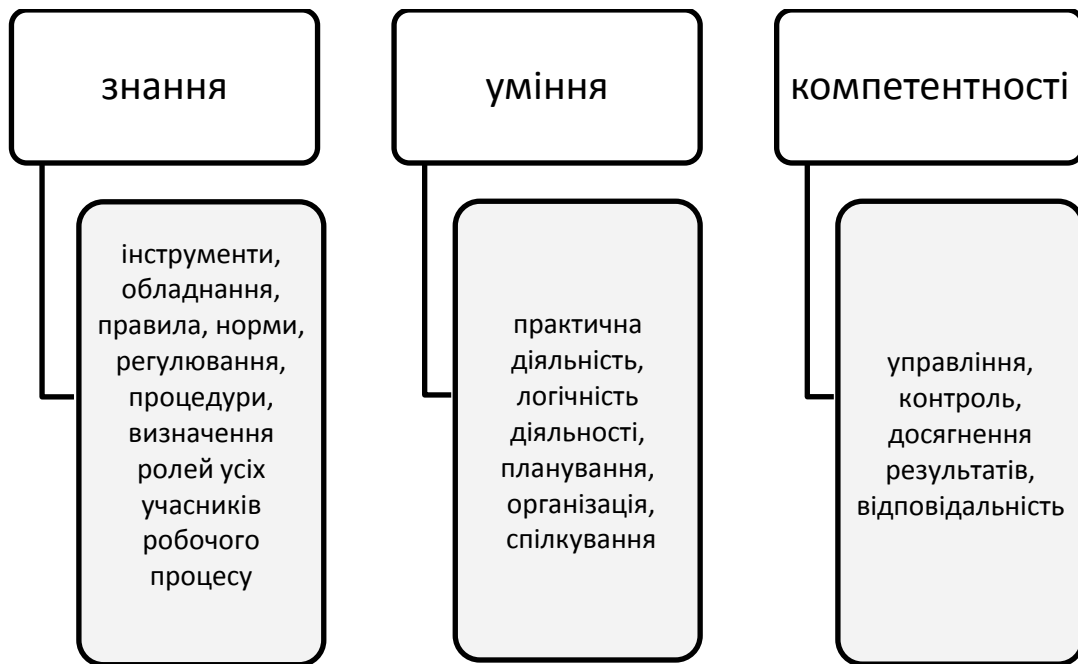 знання
інструменти,
обладнання,
правила, норми,
регулювання,
процедури,
визначення
ролей усіх
учасників
робочого
процесу
уміння
практична
діяльність,
логічність
діяльності,
планування,
організація,
спілкування
компетентності
управління,
контроль,
досягнення
результатів,
відповідальність